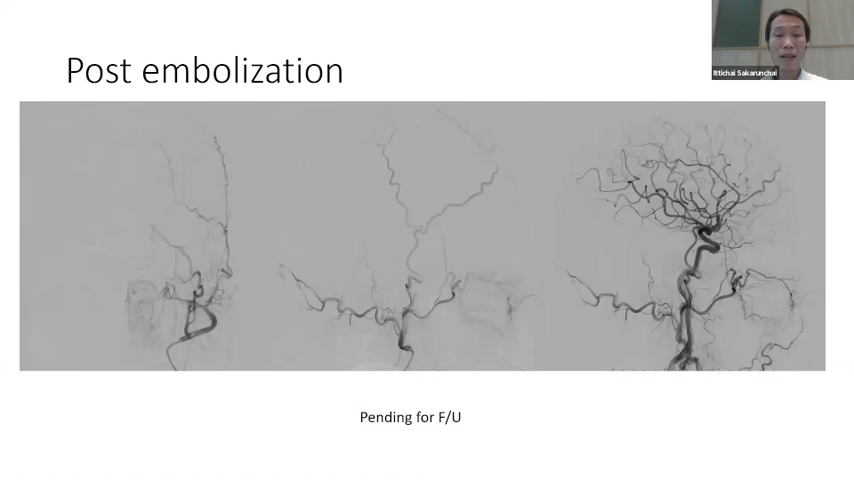 Post embolization
Ittichai Sakarunchai
Pending for F/U